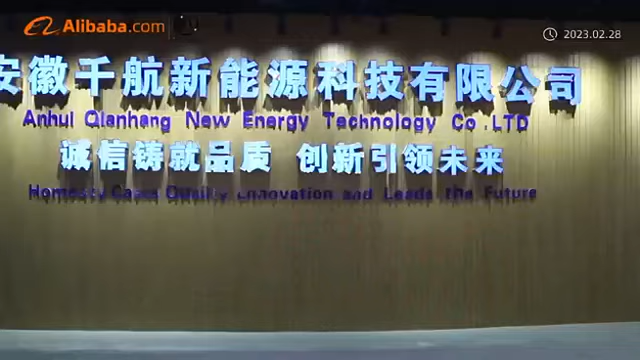 Alibaba.com
2023.02.28
安徽千航新能源科技有限公司
Anhui Qianhang New Energy Technology Co .LTD
诚信铸就品质 创新引领未来
Quality and Leads the Future